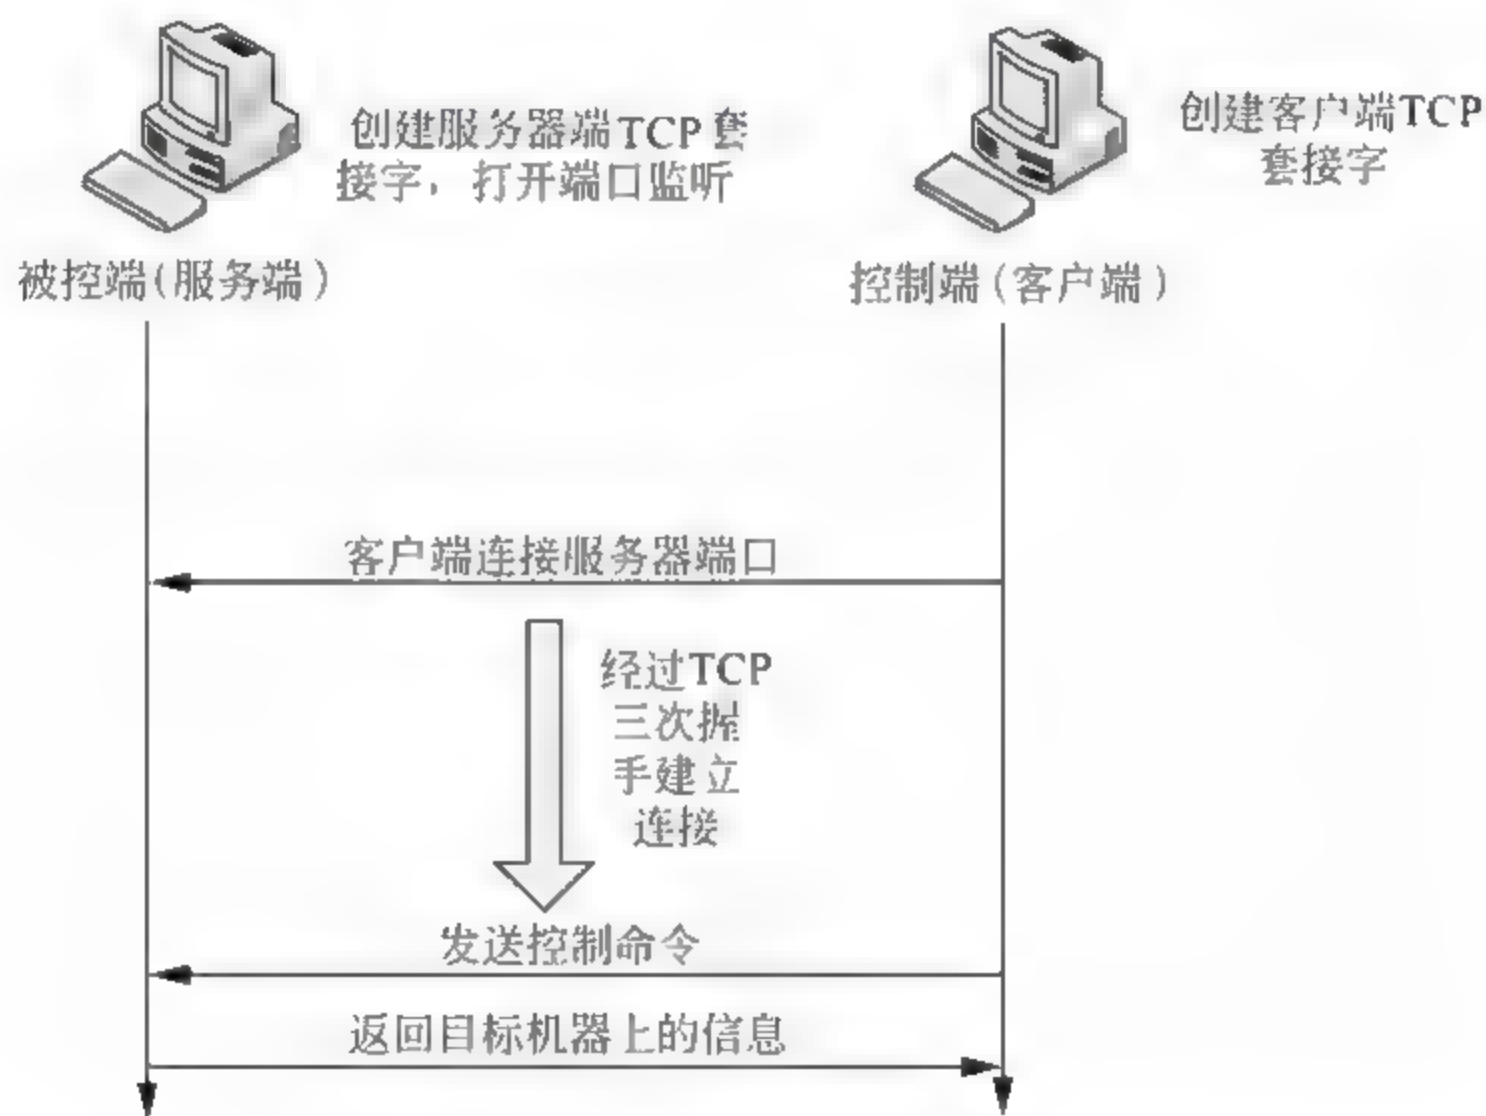 创建服务器端TCP套
接字，打开端口监听
创建客户端TCP
套接字
被控端(服务端)
控制端(客户端)
客户端连接服务器端口
经过TCP
三次握
手建立
连接
发送控制命令
返回目标机器上的信息